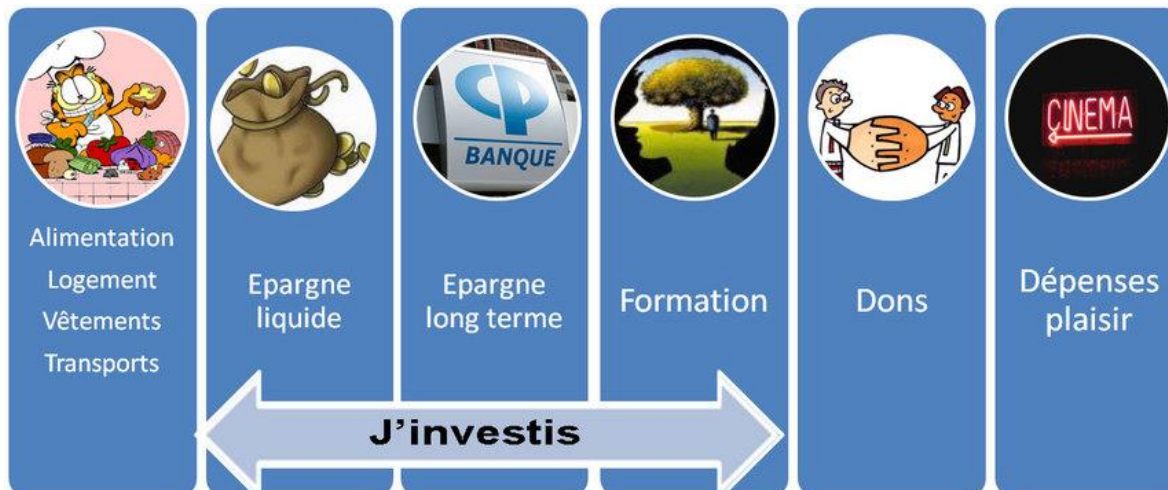 BANQUE
CINEMA
Alimentation
Logement
Vêtements
Transports
Epargne
liquide
Epargne
long terme
Formation
Dons
Dépenses
plaisir
J'investis